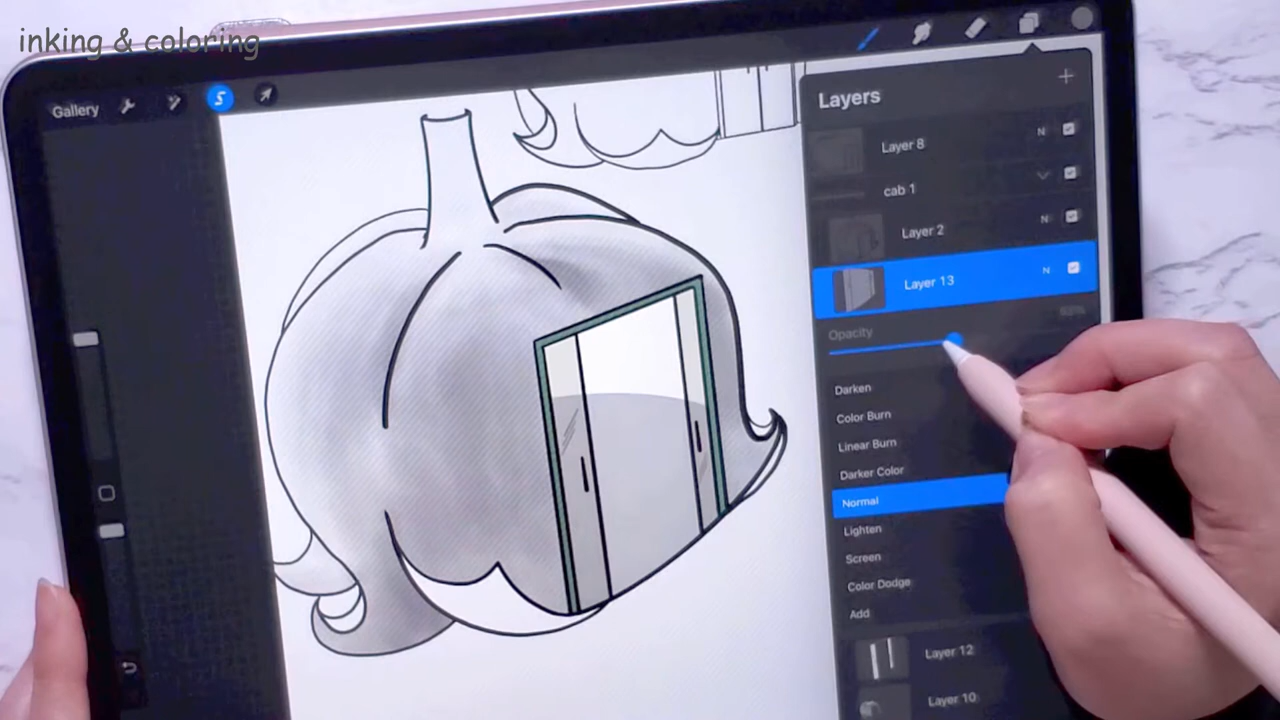 inking & coloring
Gallery
Layers
Layer 8
N
cab 1
Layer 2
N
Layer 13
N
Opacity
Darken
Color Burn
Linear Burn
Darker Color
Normal
Lighten
Screen
Color Dodge
Add
Layer 12
Layer 10